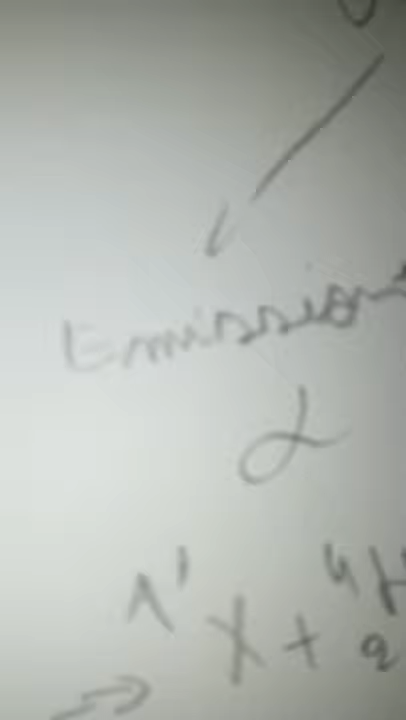 Emission
α
A' X + 4 H
2
→